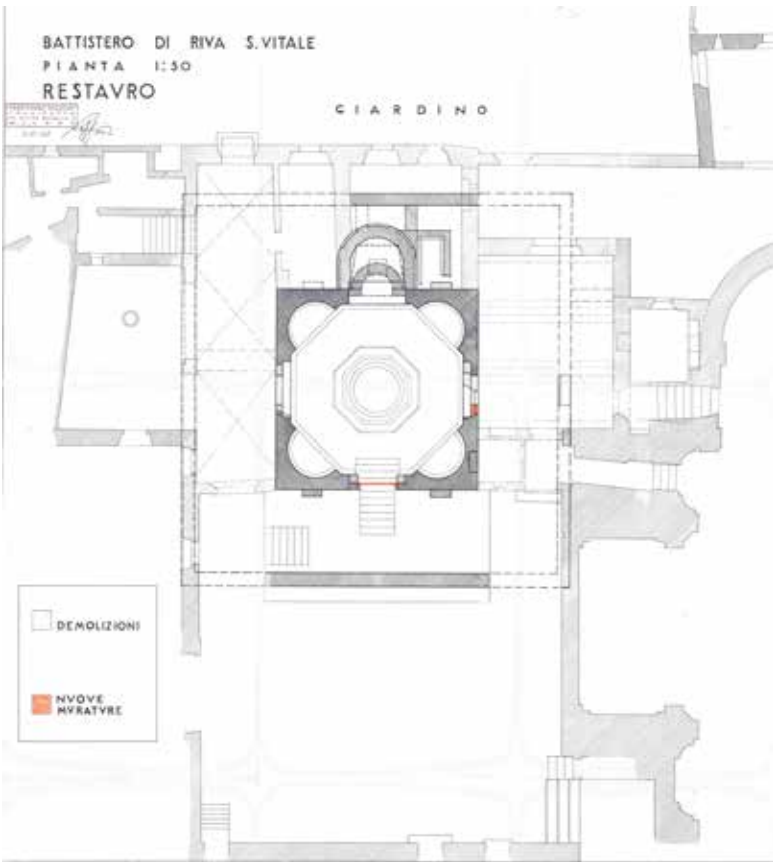 BATTISTERO DI RIVA S.VITALE
PIANTA 1:50
RESTAVRO
GIARDINO
DEMOLIZIONI
NVOVE
MVRATVRE